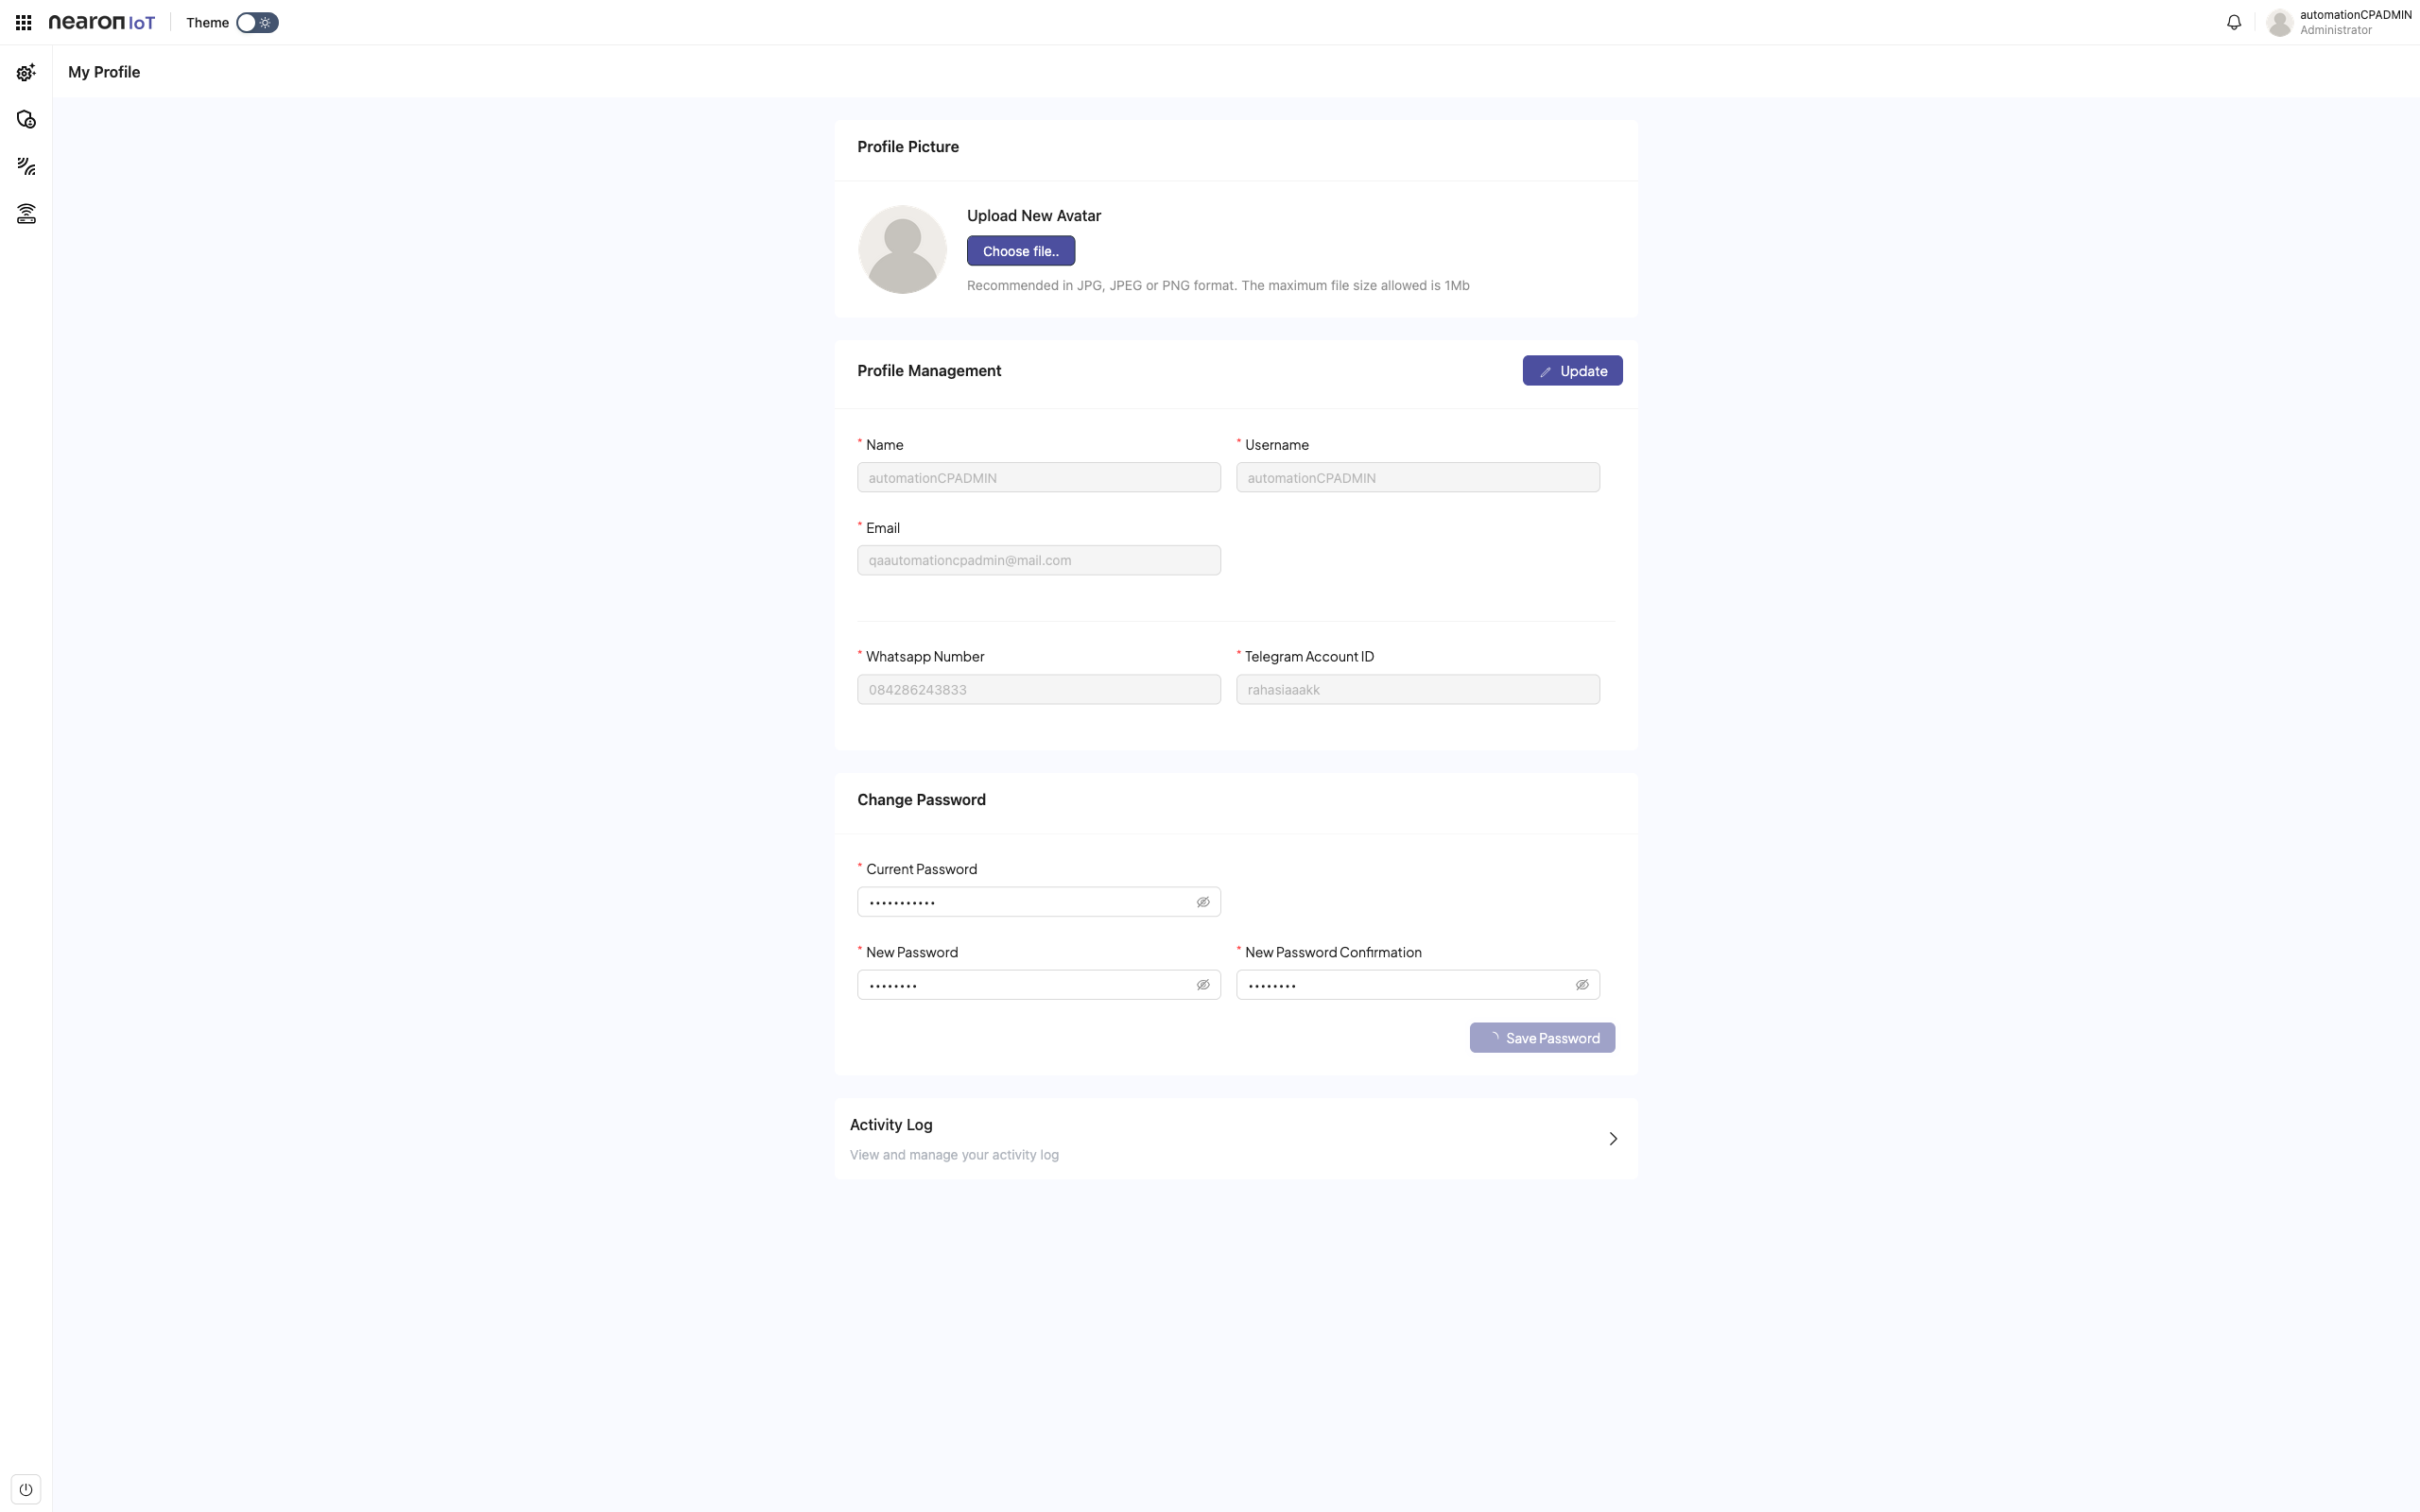 nearon IoT
Theme
automationCPADMIN
Administrator
My Profile
Profile Picture
Upload New Avatar
Choose file..
Recommended in JPG, JPEG or PNG format. The maximum file size allowed is 1Mb
Profile Management
Update
* Name
* Username
automationCPADMIN
automationCPADMIN
* Email
qaautomationcpadmin@mail.com
* Whatsapp Number
* Telegram Account ID
084286243833
rahasiaaakk
Change Password
* Current Password
•••••••••••
* New Password
* New Password Confirmation
••••••••
••••••••
Save Password
Activity Log
View and manage your activity log